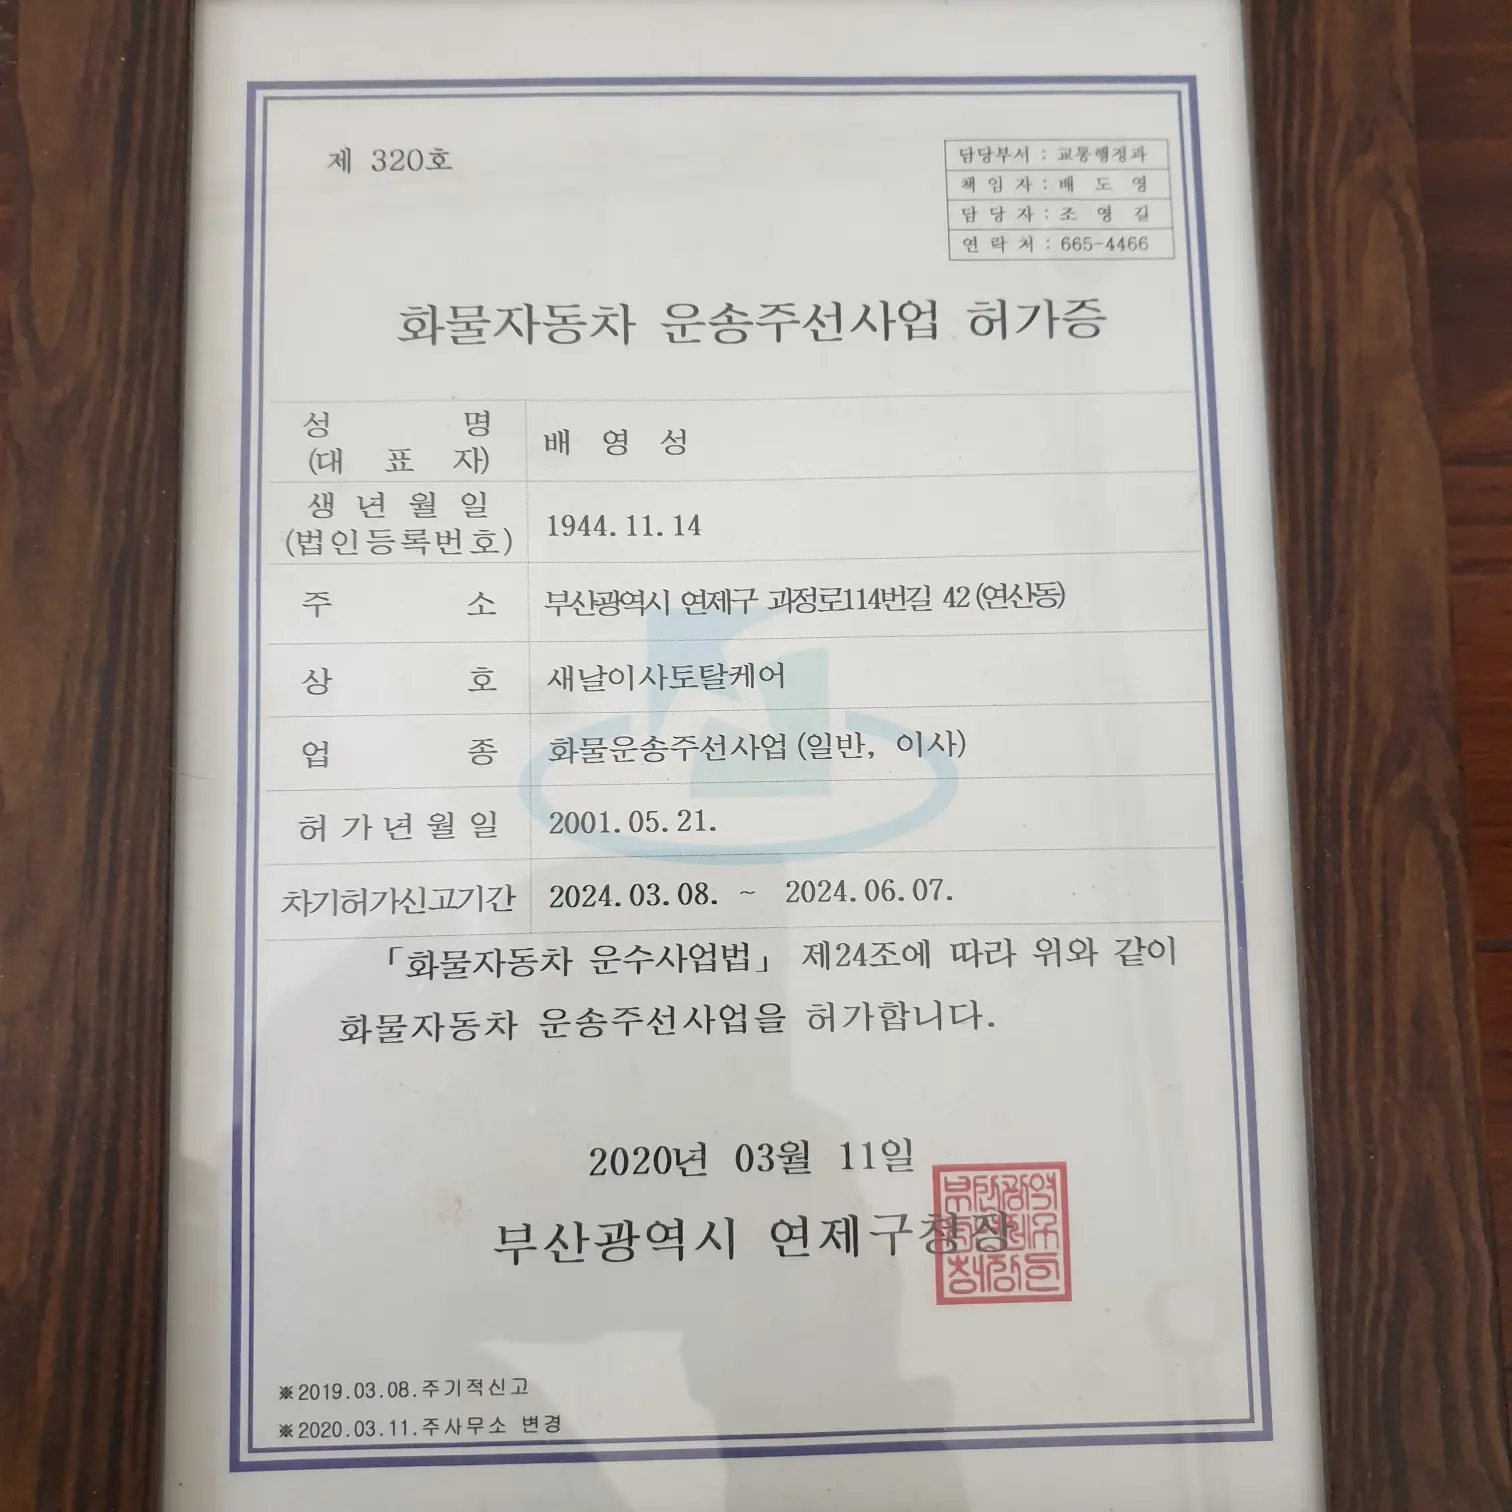 제 320호
담당부서 : 교통행정과
책 임 자 : 배 도 영
담 당 자 : 조 영 길
연 락 처 : 665-4466
화물자동차 운송주선사업 허가증
성 명
(대 표 자)
배 영 성
생 년 월 일
(법인등록번호)
1944.11.14
주 소 부산광역시 연제구 과정로114번길 42 (연산동)
상 호 새날이사토탈케어
업 종 화물운송주선사업 (일반, 이사)
허 가 년 월 일 2001.05.21.
차기허가신고기간 2024.03.08. ~ 2024.06.07.
「화물자동차 운수사업법」 제24조에 따라 위와 같이
화물자동차 운송주선사업을 허가합니다.
2020년 03월 11일
부산광역시 연제구청장
※2019.03.08.주기적신고
※2020.03.11.주사무소 변경